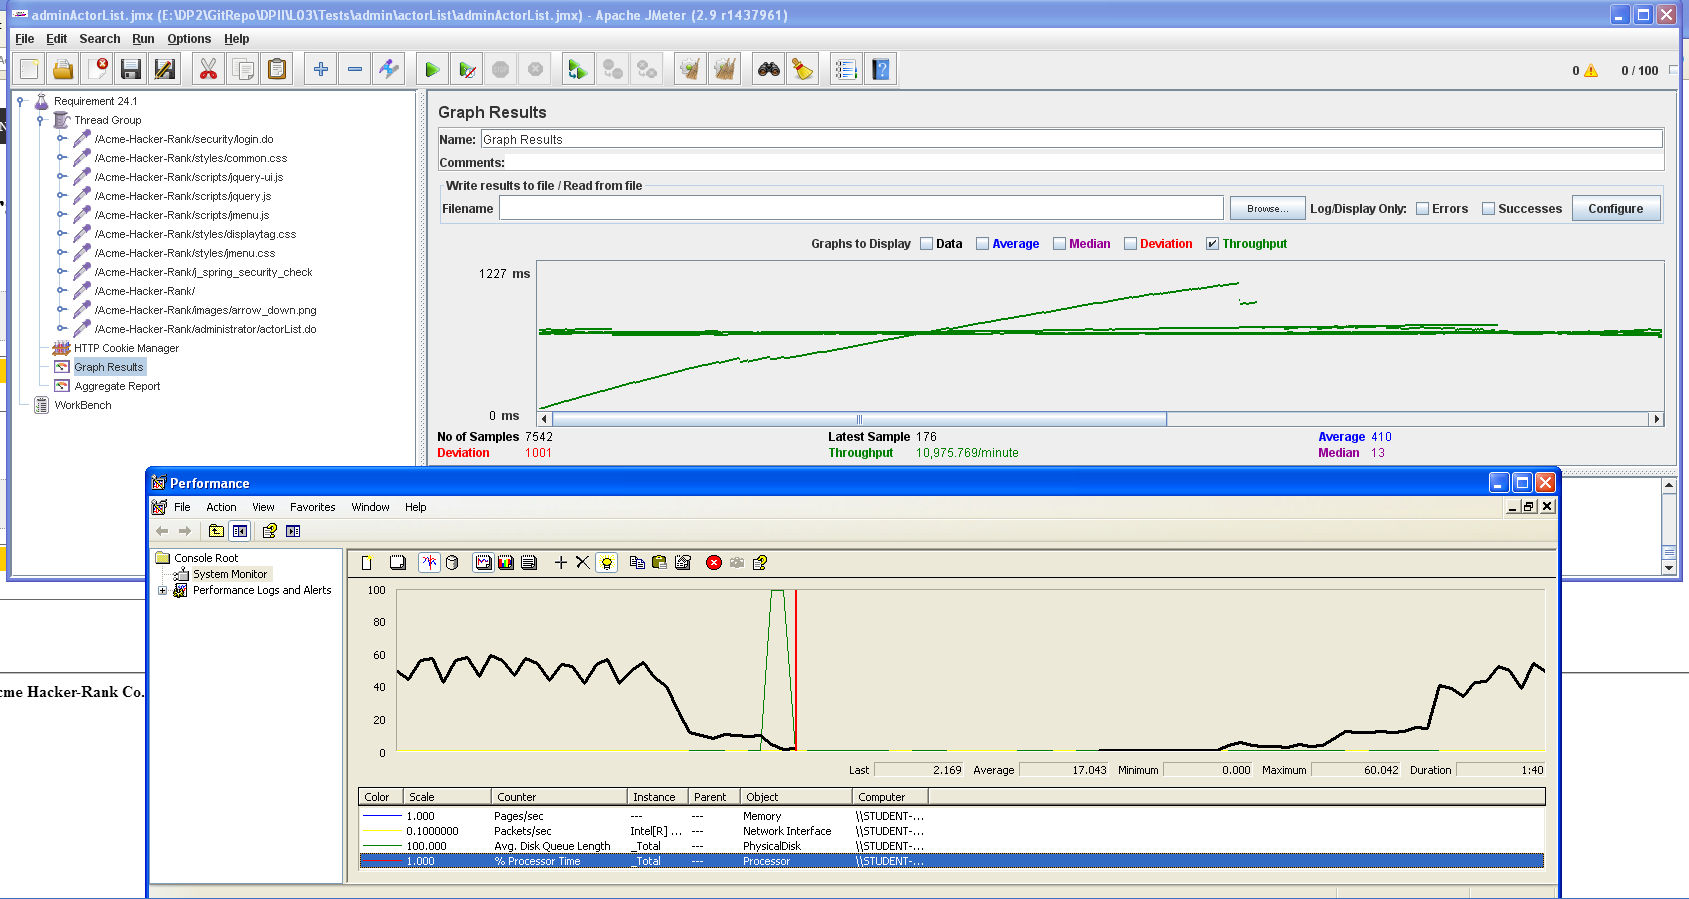 adminActorList.jmx (E:\DP2\GitRepo\DPII\LO3\Tests\admin\actorList\adminActorList.jmx) - Apache JMeter (2.9 r1437961)
File Edit Search Run Options Help
0 0 / 100
Requirement 24.1
Thread Group
/Acme-Hacker-Rank/security/login.do
/Acme-Hacker-Rank/styles/common.css
/Acme-Hacker-Rank/scripts/jquery-ui.js
/Acme-Hacker-Rank/scripts/jquery.js
/Acme-Hacker-Rank/scripts/jmenu.js
/Acme-Hacker-Rank/styles/displaytag.css
/Acme-Hacker-Rank/styles/jmenu.css
/Acme-Hacker-Rank/j_spring_security_check
/Acme-Hacker-Rank/
/Acme-Hacker-Rank/images/arrow_down.png
/Acme-Hacker-Rank/administrator/actorList.do
HTTP Cookie Manager
Graph Results
Aggregate Report
WorkBench
Graph Results
Name: Graph Results
Comments:
Write results to file / Read from file
Filename Browse... Log/Display Only: Errors Successes Configure
Graphs to Display Data Average Median Deviation Throughput
1227 ms
0 ms
No of Samples 7542 Latest Sample 176 Average 410
Deviation 1001 Throughput 10,975.769/minute Median 13
Performance
File Action View Favorites Window Help
Console Root
System Monitor
Performance Logs and Alerts
100
80
60
40
20
0
Last 2.169 Average 17.043 Minimum 0.000 Maximum 60.042 Duration 1:40
Color Scale Counter Instance Parent Object Computer
1.000 Pages/sec --- --- Memory \\STUDENT-...
0.1000000 Packets/sec Intel[R] ... --- Network Interface \\STUDENT-...
100.000 Avg. Disk Queue Length _Total --- PhysicalDisk \\STUDENT-...
1.000 % Processor Time _Total --- Processor \\STUDENT-...
cme Hacker-Rank Co.